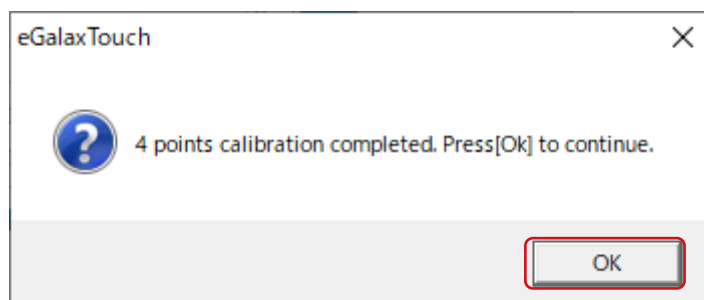 eGalaxTouch
4 points calibration completed. Press[Ok] to continue.
OK